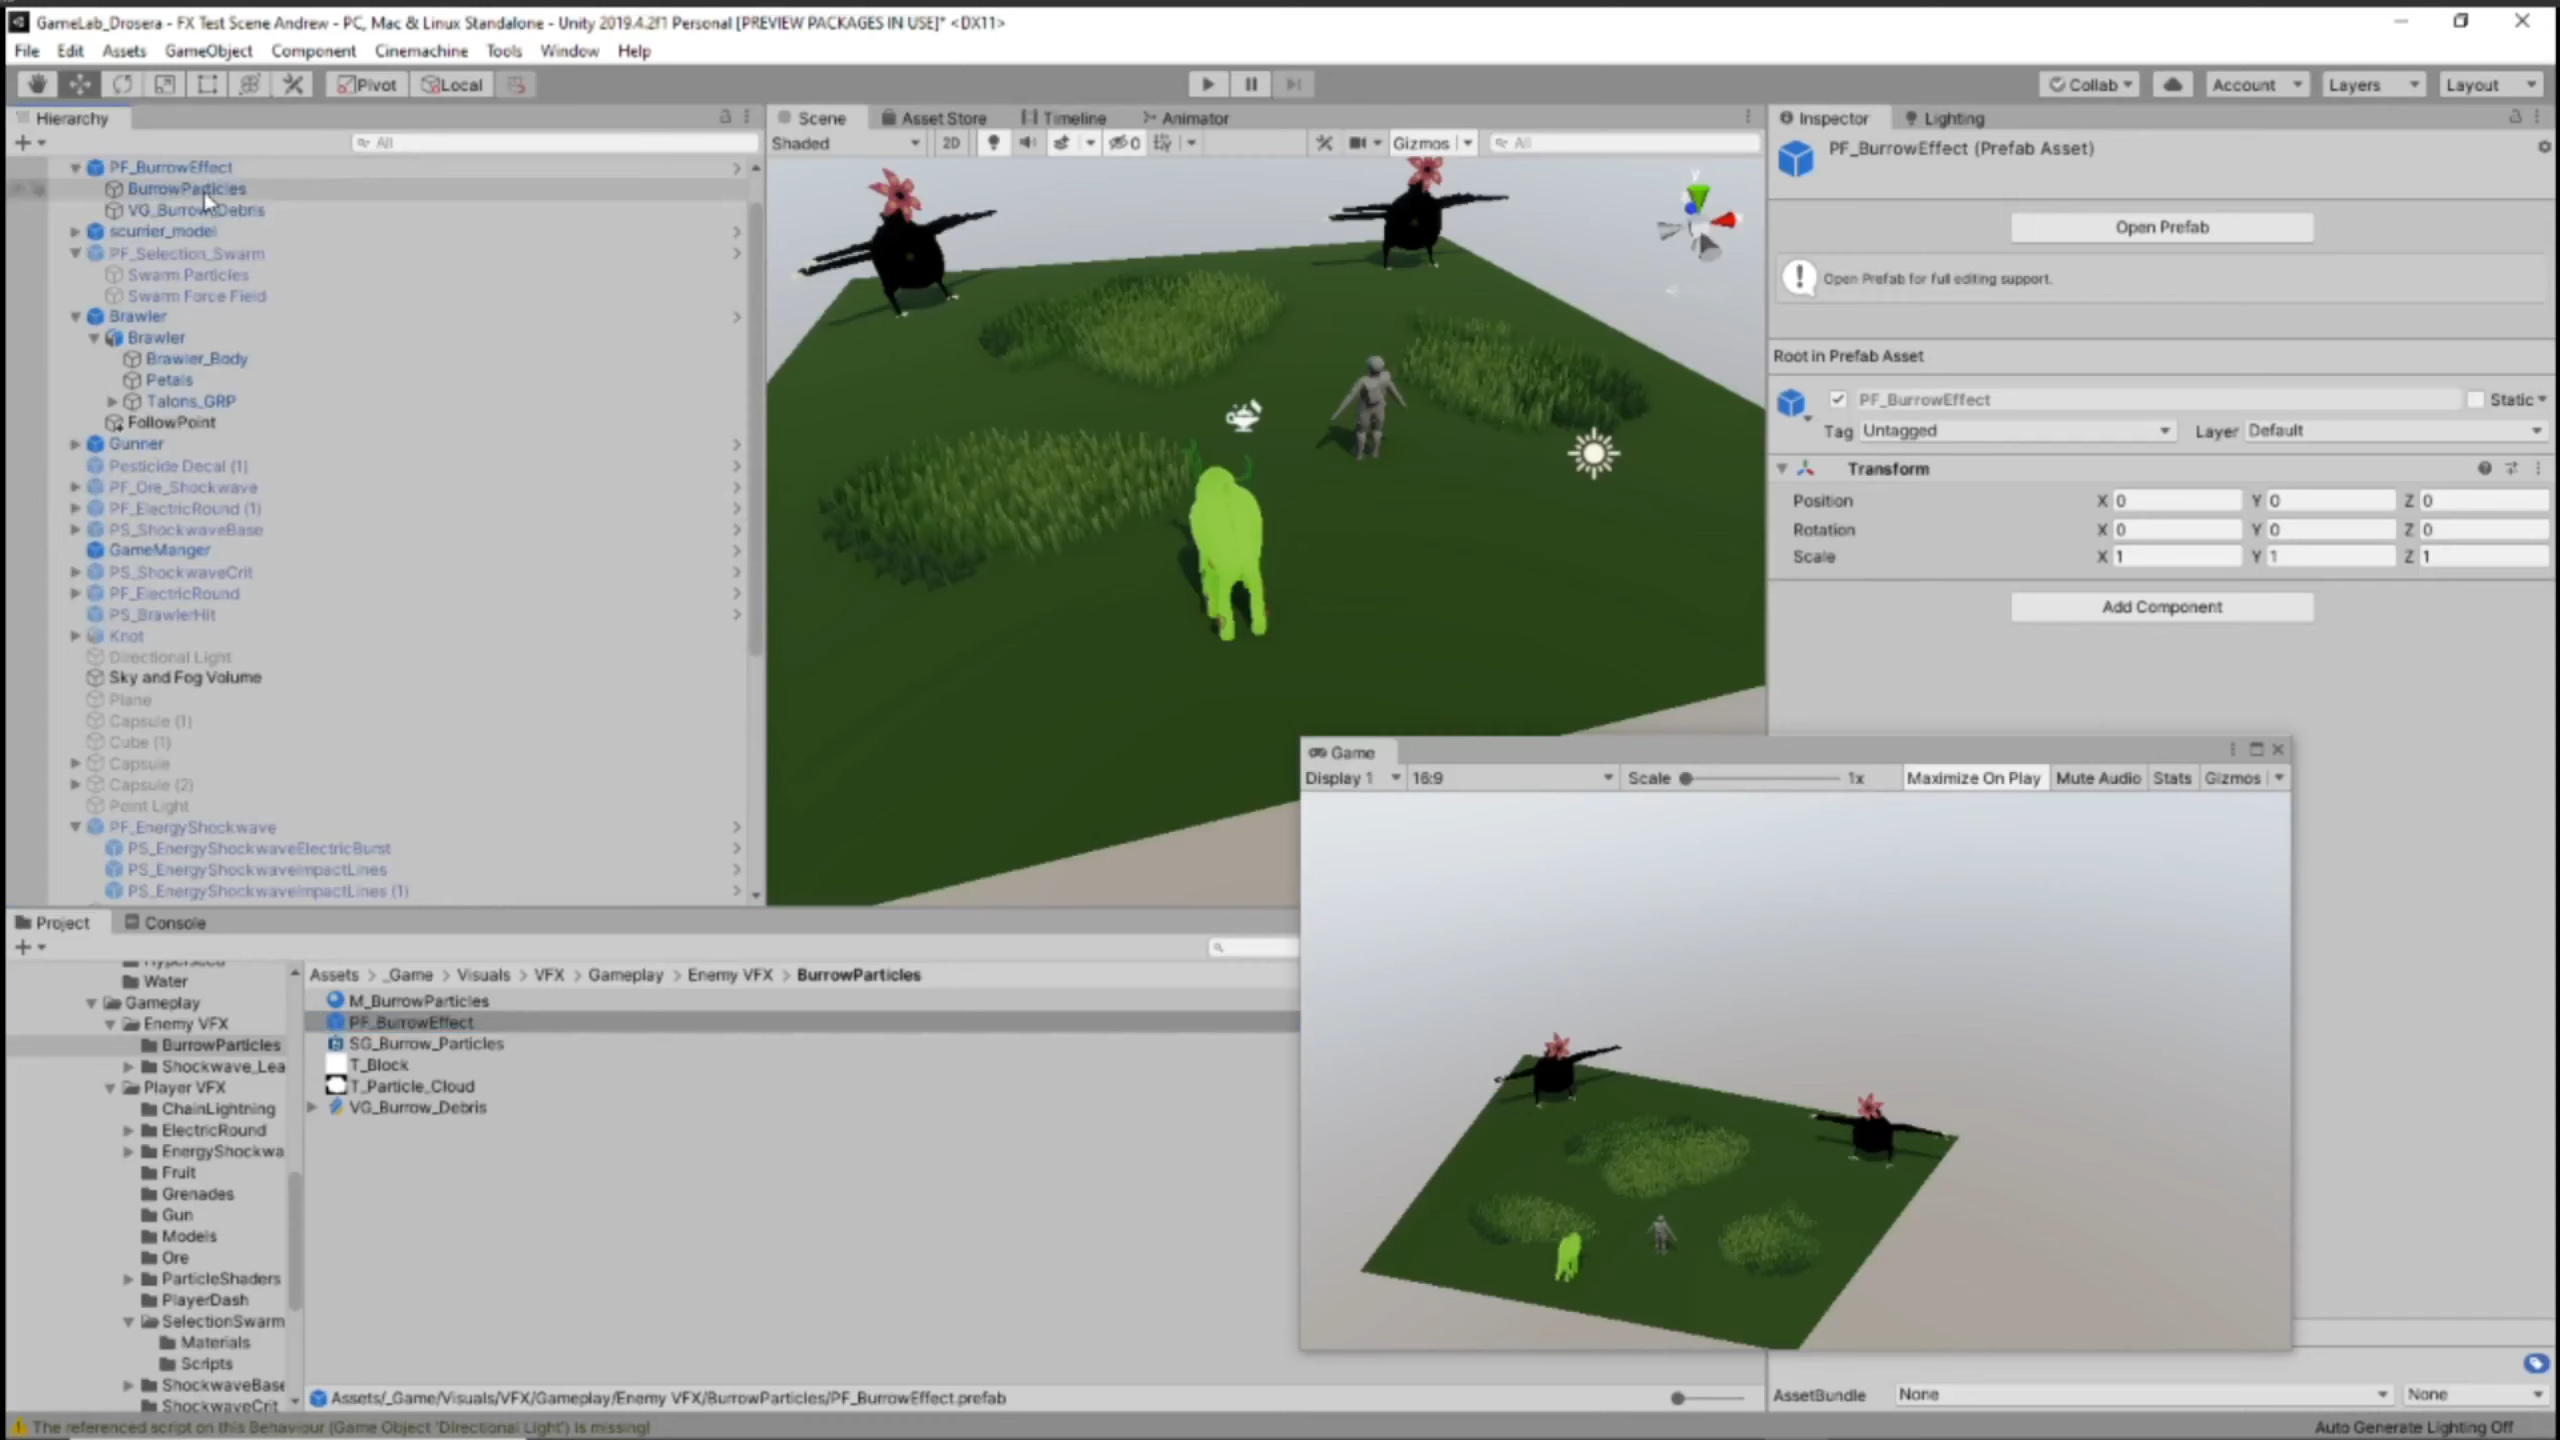 GameLab_Drosera - FX Test Scene Andrew - PC, Mac & Linux Standalone - Unity 2019.4.2f1 Personal [PREVIEW PACKAGES IN USE]* <DX11>
File Edit Assets GameObject Component Cinemachine Tools Window Help
Pivot Local Collab Account Layers Layout
Hierarchy
All
PF_BurrowEffect
BurrowParticles
VG_Burrow_Debris
scurrier_model
PF_Selection_Swarm
Swarm Particles
Swarm Force Field
Brawler
Brawler
Brawler_Body
Petals
Talons_GRP
FollowPoint
Gunner
Pesticide Decal (1)
PF_Ore_Shockwave
PF_ElectricRound (1)
PS_ShockwaveBase
GameManger
PS_ShockwaveCrit
PF_ElectricRound
PS_BrawlerHit
Knot
Directional Light
Sky and Fog Volume
Plane
Capsule (1)
Cube (1)
Capsule
Capsule (2)
Point Light
PF_EnergyShockwave
PS_EnergyShockwaveElectricBurst
PS_EnergyShockwaveImpactLines
PS_EnergyShockwaveImpactLines (1)
Scene Asset Store Timeline Animator
Shaded 2D 0 Gizmos All
y
Inspector Lighting
PF_BurrowEffect (Prefab Asset)
Open Prefab
Open Prefab for full editing support.
Root in Prefab Asset
PF_BurrowEffect Static
Tag Untagged Layer Default
Transform
Position X 0 Y 0 Z 0
Rotation X 0 Y 0 Z 0
Scale X 1 Y 1 Z 1
Add Component
Game
Display 1 16:9 Scale 1x Maximize On Play Mute Audio Stats Gizmos
Project Console
Water
Gameplay
Enemy VFX
BurrowParticles
Shockwave_Lea
Player VFX
ChainLightning
ElectricRound
EnergyShockwa
Fruit
Grenades
Gun
Models
Ore
ParticleShaders
PlayerDash
SelectionSwarm
Materials
Scripts
ShockwaveBase
ShockwaveCrit
Assets > _Game > Visuals > VFX > Gameplay > Enemy VFX > BurrowParticles
M_BurrowParticles
PF_BurrowEffect
SG_Burrow_Particles
T_Block
T_Particle_Cloud
VG_Burrow_Debris
Assets/_Game/Visuals/VFX/Gameplay/Enemy VFX/BurrowParticles/PF_BurrowEffect.prefab
AssetBundle None None
The referenced script on this Behaviour (Game Object 'Directional Light') is missing!
Auto Generate Lighting Off